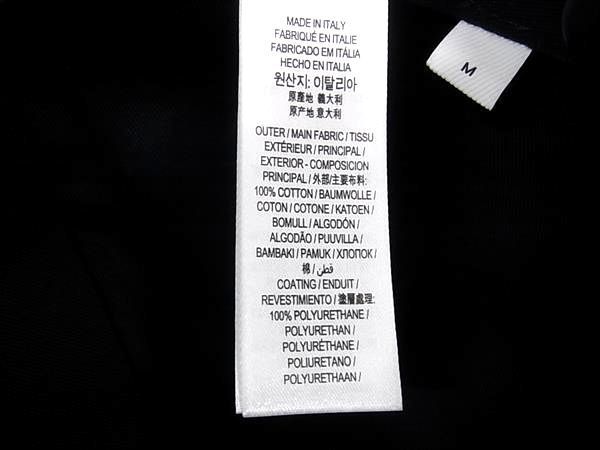 MADE IN ITALY
FABRIQUÉ EN ITALIE
FABRICADO EM ITÁLIA
HECHO EN ITALIA
원산지: 이탈리아
原產地 義大利
原产地 意大利
OUTER / MAIN FABRIC / TISSU
EXTÉRIEUR / PRINCIPAL /
EXTERIOR - COMPOSICION
PRINCIPAL / 外部/主要布料:
100% COTTON / BAUMWOLLE /
COTON / COTONE / KATOEN /
BOMULL / ALGODÓN /
ALGODÃO / PUUVILLA /
BAMBAKI / PAMUK / ХЛОПОК /
棉 / قطن /
COATING / ENDUIT /
REVESTIMIENTO / 塗層處理:
100% POLYURETHANE /
POLYURETHAN /
POLYURÉTHANE /
POLIURETANO /
POLYURETHAAN /
M